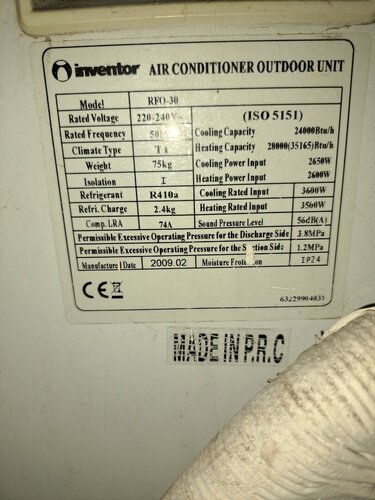 inventor AIR CONDITIONER OUTDOOR UNIT
Model RFO-30
Rated Voltage 220-240V~ (ISO 5151)
Rated Frequency 50Hz Cooling Capacity 24000Btu/h
Climate Type T1 Heating Capacity 28000(35165)Btu/h
Weight 75kg Cooling Power Input 2650W
Isolation I Heating Power Input 2600W
Refrigerant R410a Cooling Rated Input 3600W
Refri. Charge 2.4kg Heating Rated Input 3500W
Comp. LRA 74A Sound Pressure Level 56dB(A)
Permissible Excessive Operating Pressure for the Discharge Side 3.8MPa
Permissible Excessive Operating Pressure for the Suction Side 1.2MPa
Manufacture Date 2009.02 Moisture Protection IP24
CE
MADE IN P.R.C